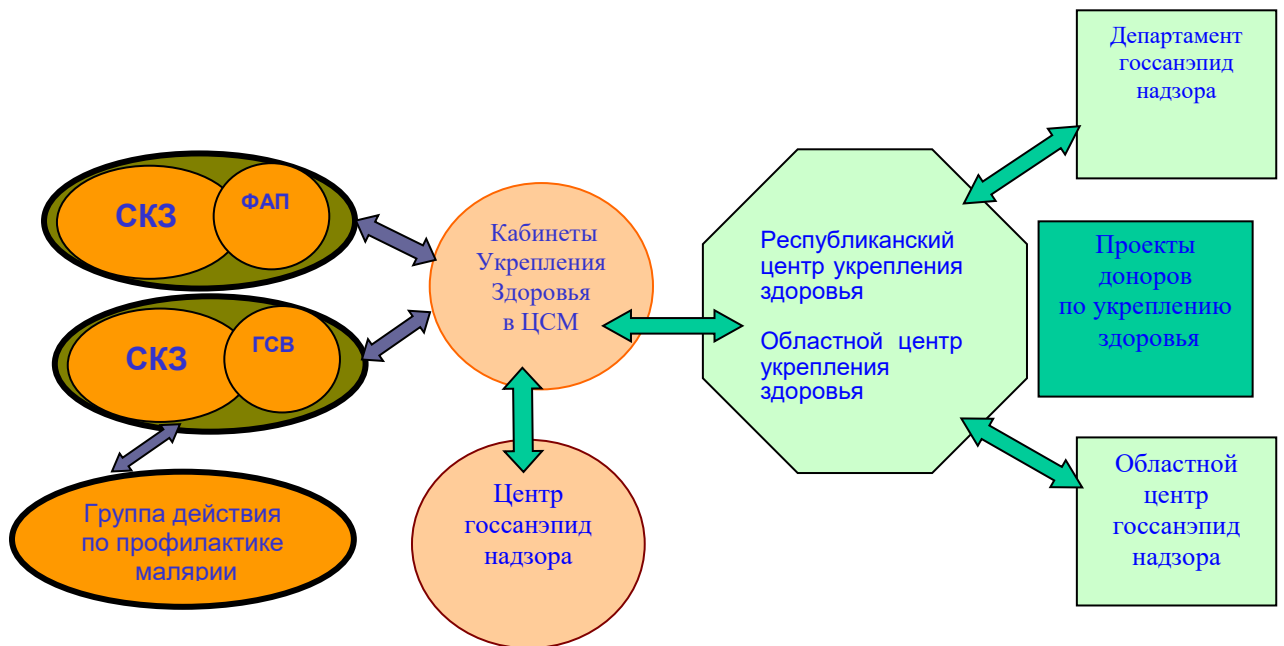 СКЗ
ФАП
СКЗ
ГСВ
Группа действия
по профилактике
малярии
Кабинеты
Укрепления
Здоровья
в ЦСМ
Центр
госсанэпид
надзора
Республиканский
центр укрепления
здоровья
Областной центр
укрепления
здоровья
Департамент
госсанэпид
надзора
Проекты
доноров
по укреплению
здоровья
Областной
центр
госсанэпид
надзора